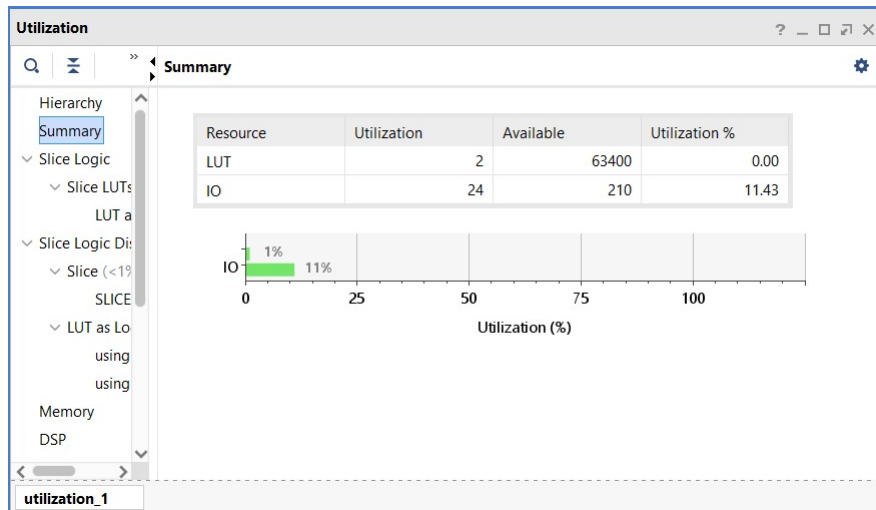 Utilization
? 
»
Summary
Hierarchy
Summary
Slice Logic
Slice LUTs
LUT a
Slice Logic Dis
Slice (<1%
SLICE
LUT as Lo
using
using
Memory
DSP
Resource Utilization Available Utilization %
LUT 2 63400 0.00
IO 24 210 11.43
1%
IO 11%
0 25 50 75 100
Utilization (%)
utilization_1